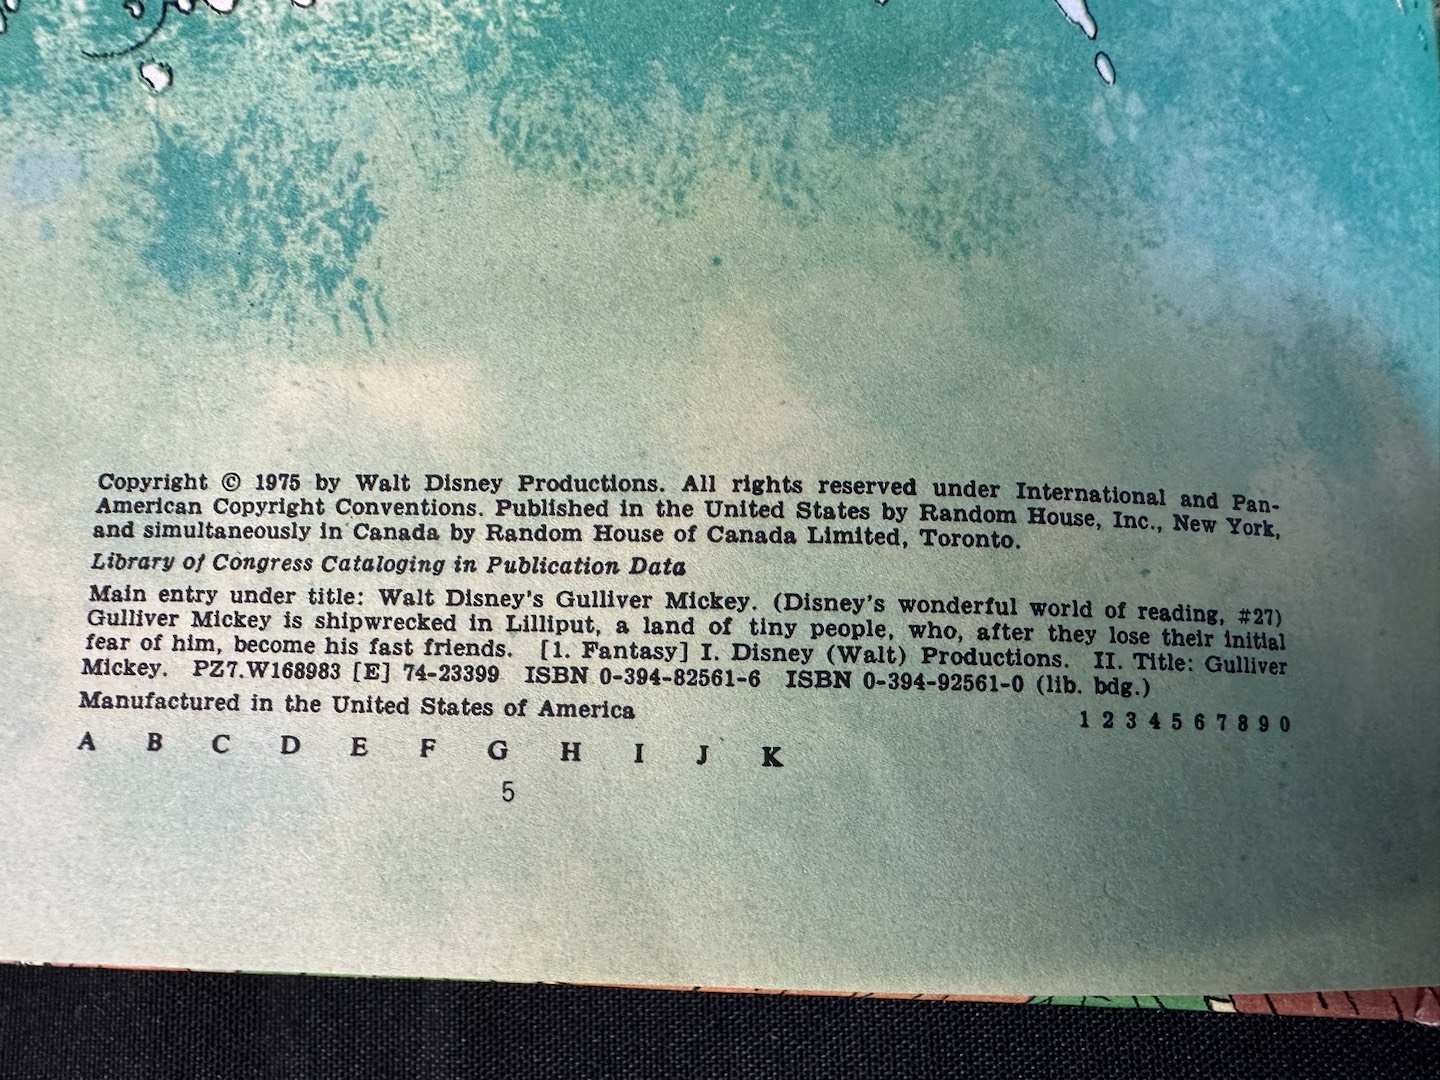 Copyright © 1975 by Walt Disney Productions. All rights reserved under International and Pan-
American Copyright Conventions. Published in the United States by Random House, Inc., New York,
and simultaneously in Canada by Random House of Canada Limited, Toronto.
Library of Congress Cataloging in Publication Data
Main entry under title: Walt Disney's Gulliver Mickey. (Disney's wonderful world of reading, #27)
Gulliver Mickey is shipwrecked in Lilliput, a land of tiny people, who, after they lose their initial
fear of him, become his fast friends. [1. Fantasy] I. Disney (Walt) Productions. II. Title: Gulliver
Mickey. PZ7.W168983 [E] 74-23399 ISBN 0-394-82561-6 ISBN 0-394-92561-0 (lib. bdg.)
Manufactured in the United States of America
1 2 3 4 5 6 7 8 9 0
A B C D E F G H I J K
5